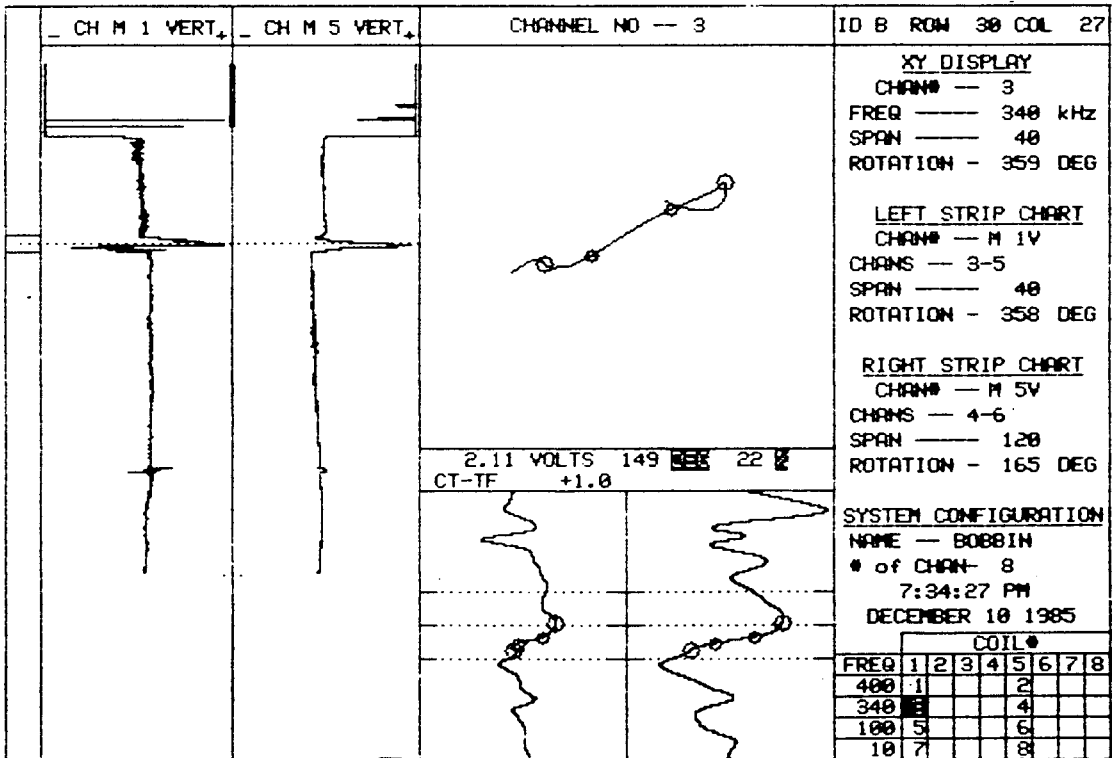 _ CH M 1 VERT+
_ CH M 5 VERT+
CHANNEL NO -- 3
ID B ROW 30 COL 27
XY DISPLAY
CHAN# -- 3
FREQ ----- 340 kHz
SPAN ----- 40
ROTATION - 359 DEG
LEFT STRIP CHART
CHAN# -- M 1V
CHANS -- 3-5
SPAN ----- 40
ROTATION - 358 DEG
RIGHT STRIP CHART
CHAN# -- M 5V
CHANS -- 4-6
SPAN ----- 120
ROTATION - 165 DEG
2.11 VOLTS 149 22
CT-TF +1.0
SYSTEM CONFIGURATION
NAME -- BOBBIN
# of CHAN- 8
7:34:27 PM
DECEMBER 10 1985
COIL#
FREQ 1 2 3 4 5 6 7 8
400 1 2
340 4
100 5 6
10 7 8